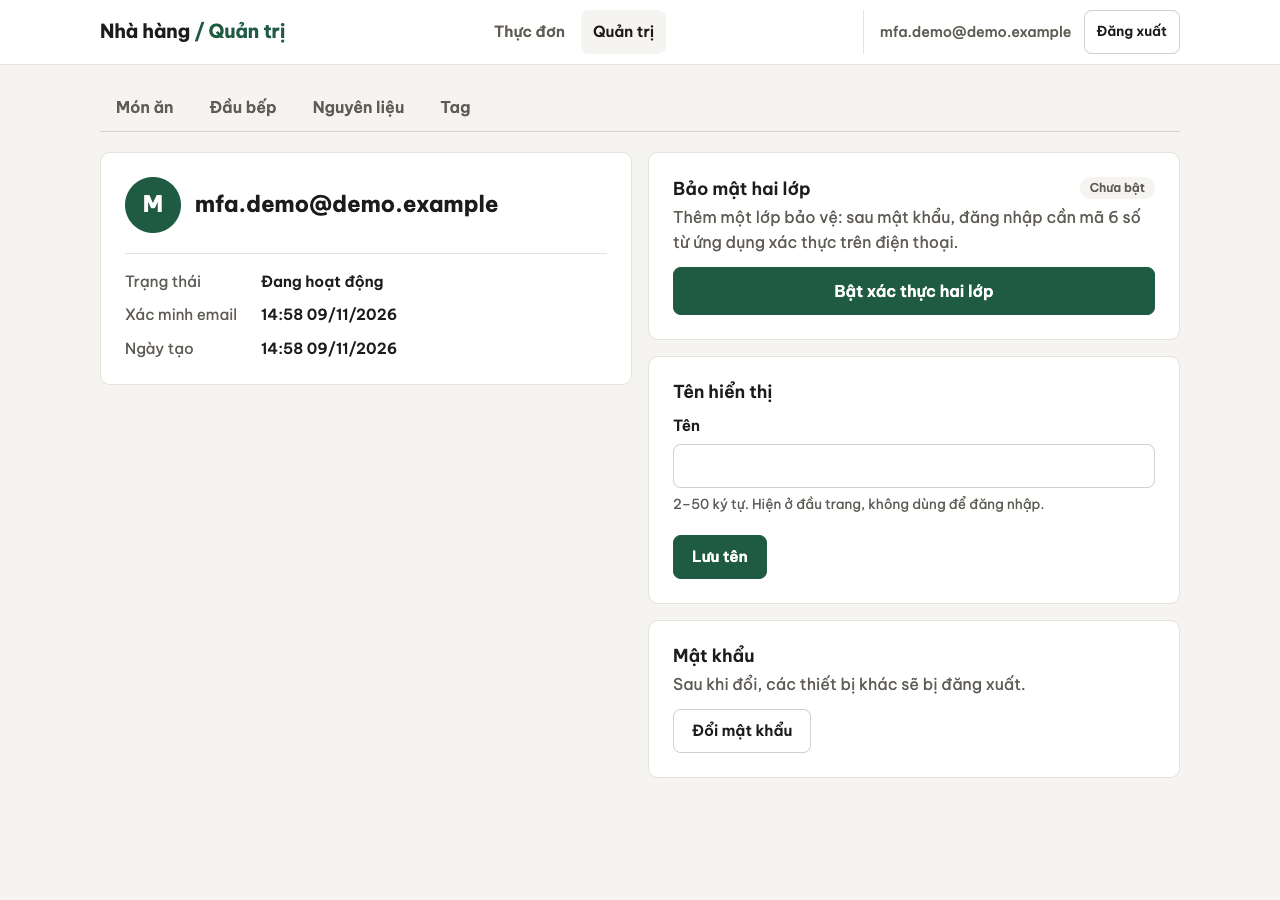 Nhà hàng / Quản trị
Thực đơn
Quản trị
mfa.demo@demo.example
Đăng xuất
Món ăn
Đầu bếp
Nguyên liệu
Tag
M
mfa.demo@demo.example
Trạng thái
Đang hoạt động
Xác minh email
14:58 09/11/2026
Ngày tạo
14:58 09/11/2026
Bảo mật hai lớp
Chưa bật
Thêm một lớp bảo vệ: sau mật khẩu, đăng nhập cần mã 6 số
từ ứng dụng xác thực trên điện thoại.
Bật xác thực hai lớp
Tên hiển thị
Tên
2–50 ký tự. Hiện ở đầu trang, không dùng để đăng nhập.
Lưu tên
Mật khẩu
Sau khi đổi, các thiết bị khác sẽ bị đăng xuất.
Đổi mật khẩu